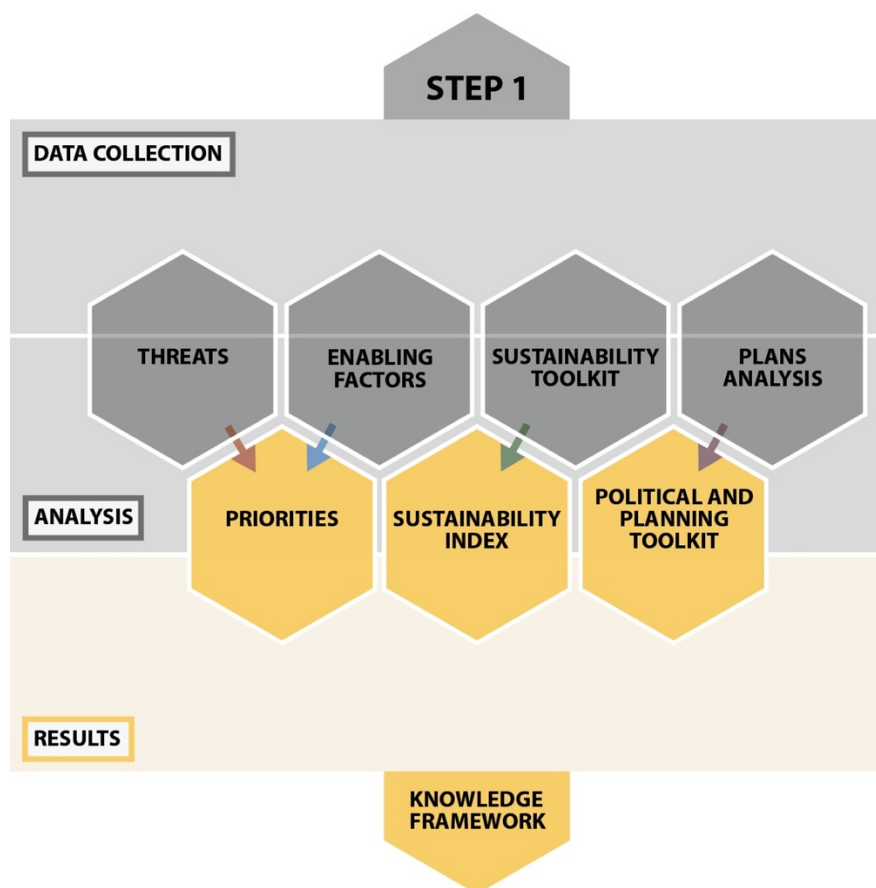 STEP 1
DATA COLLECTION
THREATS
ENABLING
FACTORS
SUSTAINABILITY
TOOLKIT
PLANS
ANALYSIS
ANALYSIS
PRIORITIES
SUSTAINABILITY
INDEX
POLITICAL AND
PLANNING
TOOLKIT
RESULTS
KNOWLEDGE
FRAMEWORK